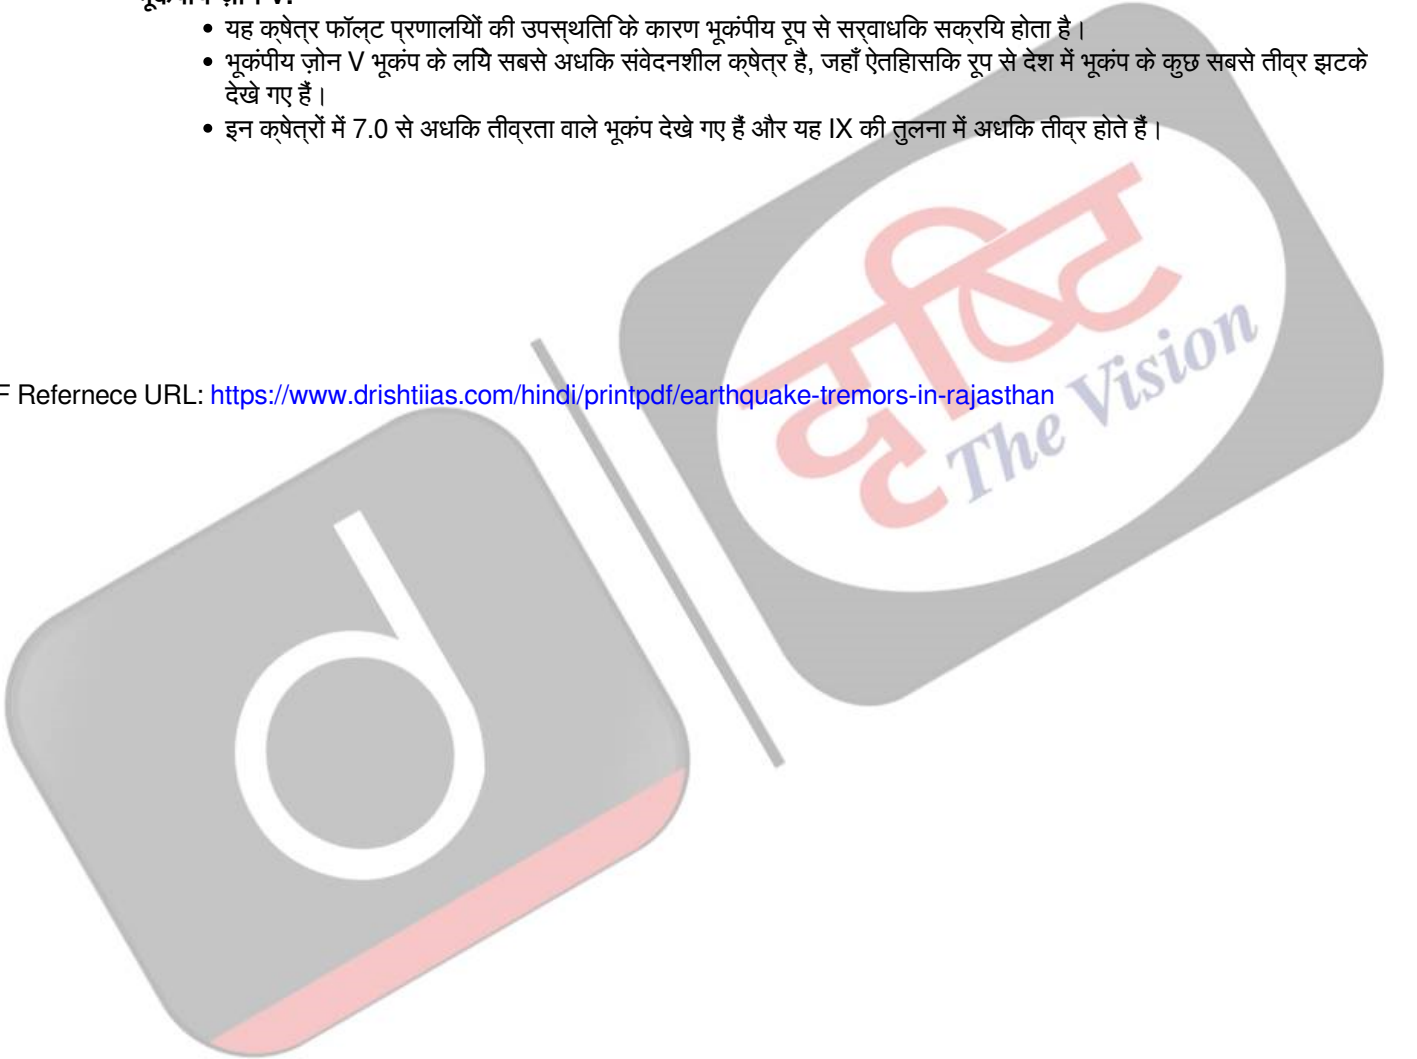 • यह क्षेत्र फॉल्ट प्रणालियों की उपस्थिति के कारण भूकंपीय रूप से सर्वाधिक सक्रिय होता है।
• भूकंपीय ज़ोन V भूकंप के लिये सबसे अधिक संवेदनशील क्षेत्र है, जहाँ ऐतिहासिक रूप से देश में भूकंप के कुछ सबसे तीव्र झटके
देखे गए हैं।
• इन क्षेत्रों में 7.0 से अधिक तीव्रता वाले भूकंप देखे गए हैं और यह IX की तुलना में अधिक तीव्र होते हैं।
दृष्टि
The Vision
F Refernece URL: https://www.drishtiias.com/hindi/printpdf/earthquake-tremors-in-rajasthan
d